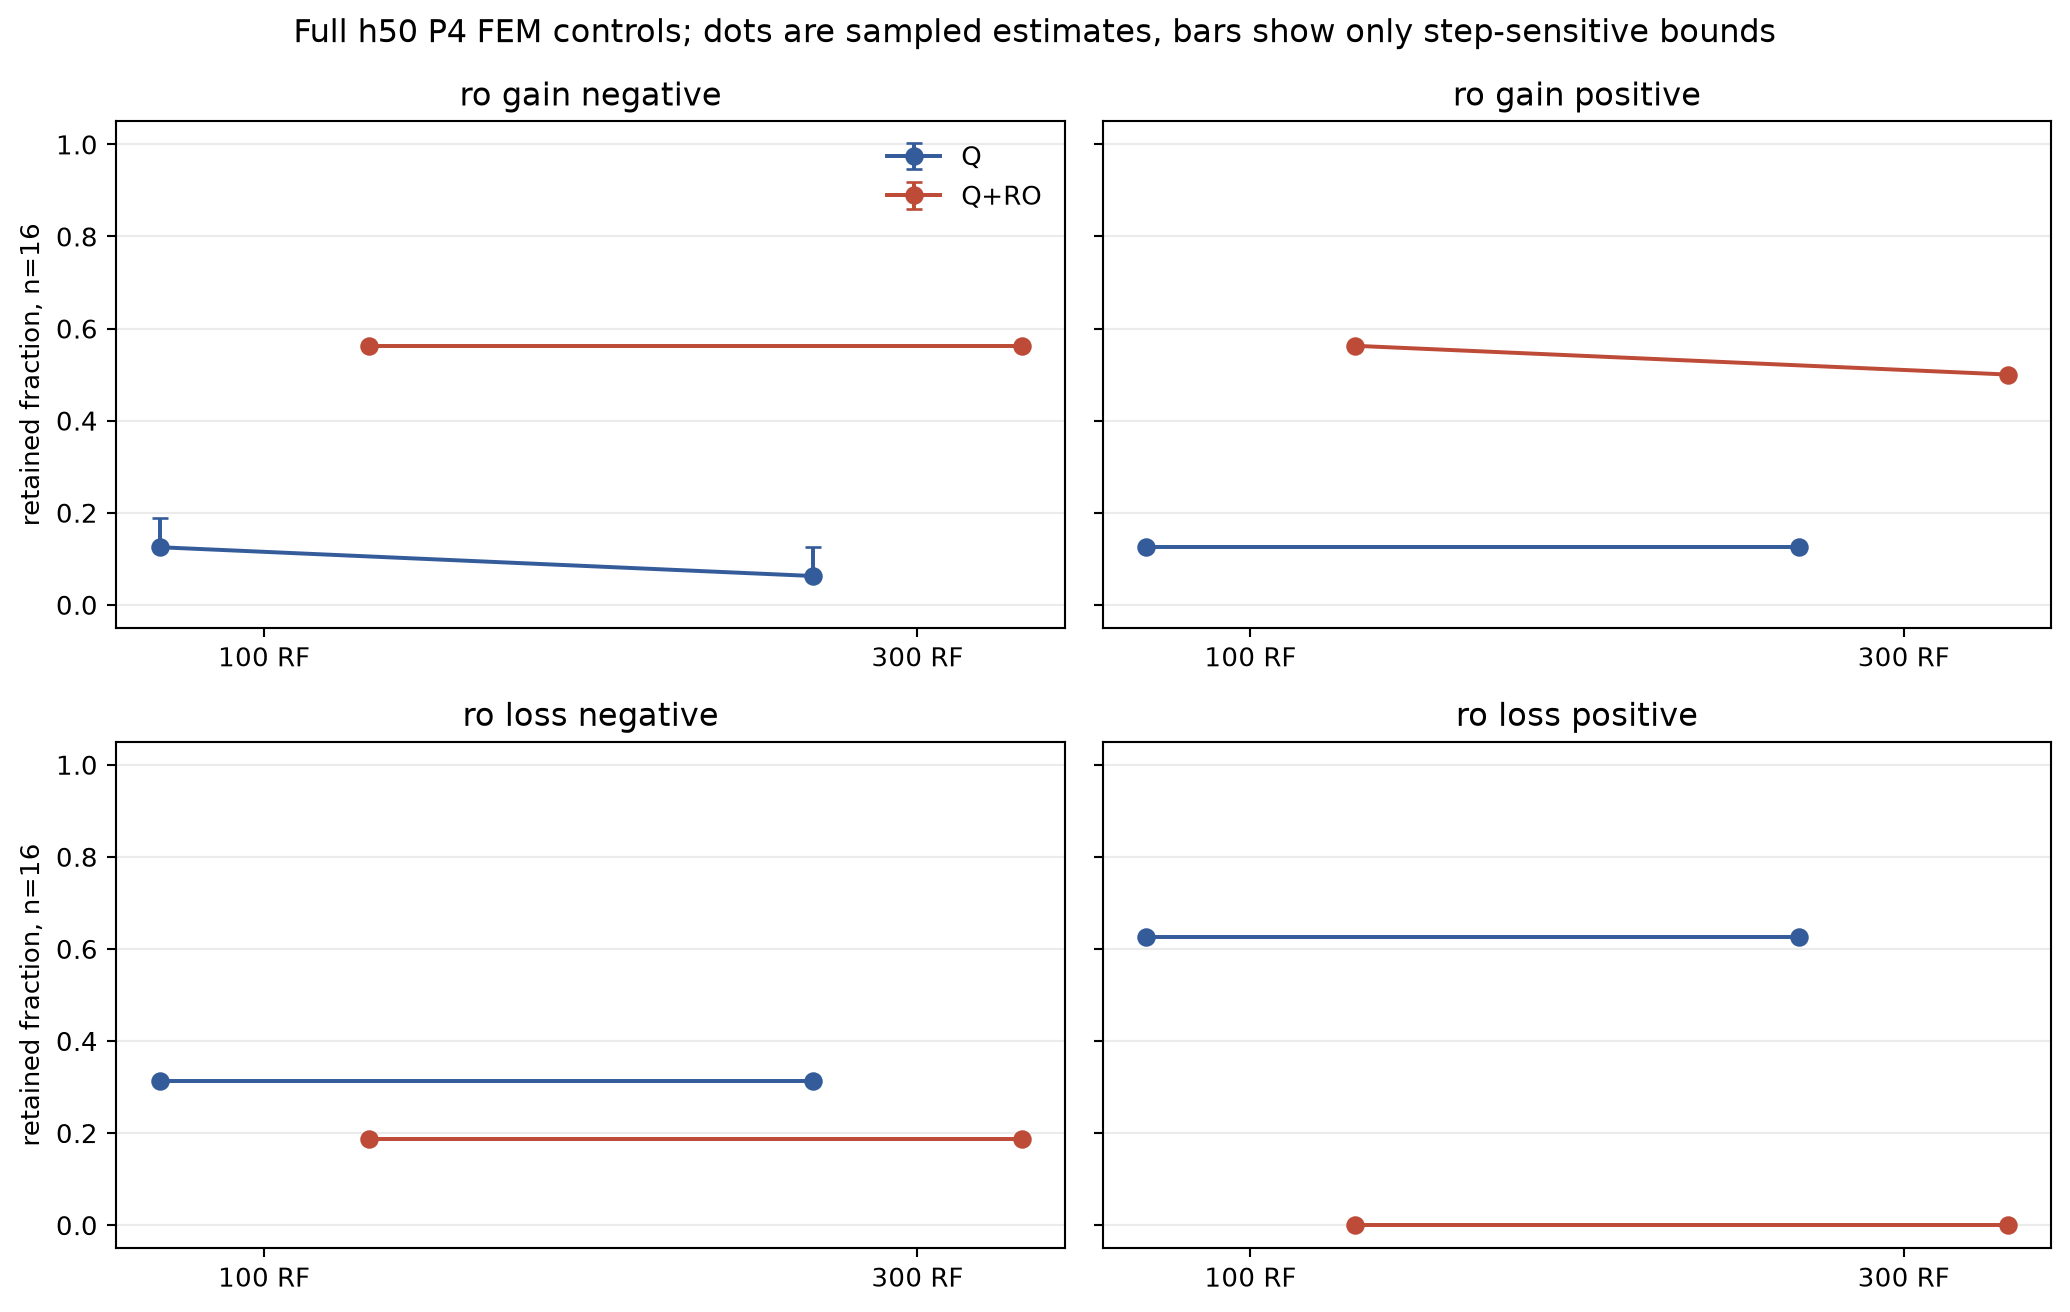 Full h50 P4 FEM controls; dots are sampled estimates, bars show only step-sensitive bounds
ro gain negative
ro gain positive
retained fraction, n=16
1.0
0.8
0.6
0.4
0.2
0.0
Q
Q+RO
100 RF
300 RF
100 RF
300 RF
ro loss negative
ro loss positive
retained fraction, n=16
1.0
0.8
0.6
0.4
0.2
0.0
100 RF
300 RF
100 RF
300 RF